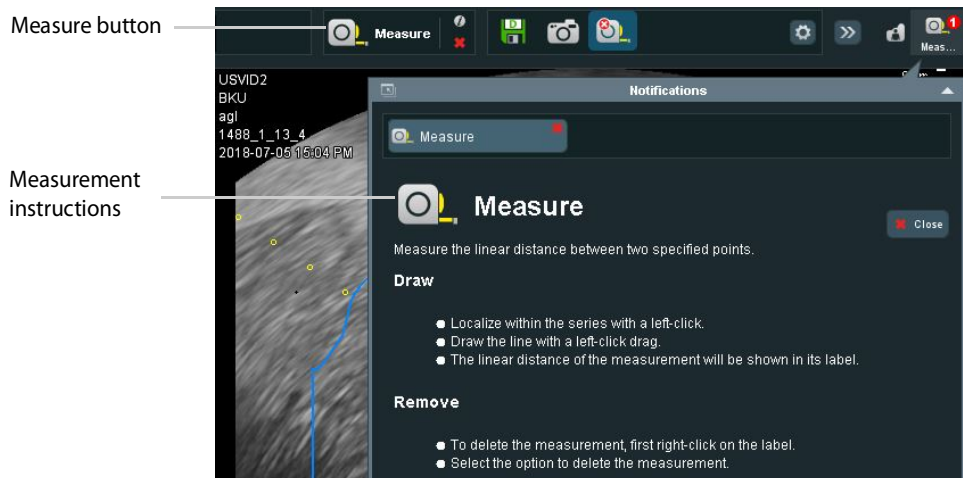 Measure button
Measure
1
Meas...
USVID2
BKU
agl
1488_1_13_4
2018-07-05 15:04 PM
Notifications
Measure
Measurement
instructions
Measure
Close
Measure the linear distance between two specified points.
Draw
Localize within the series with a left-click.
Draw the line with a left-click drag.
The linear distance of the measurement will be shown in its label.
Remove
To delete the measurement, first right-click on the label.
Select the option to delete the measurement.